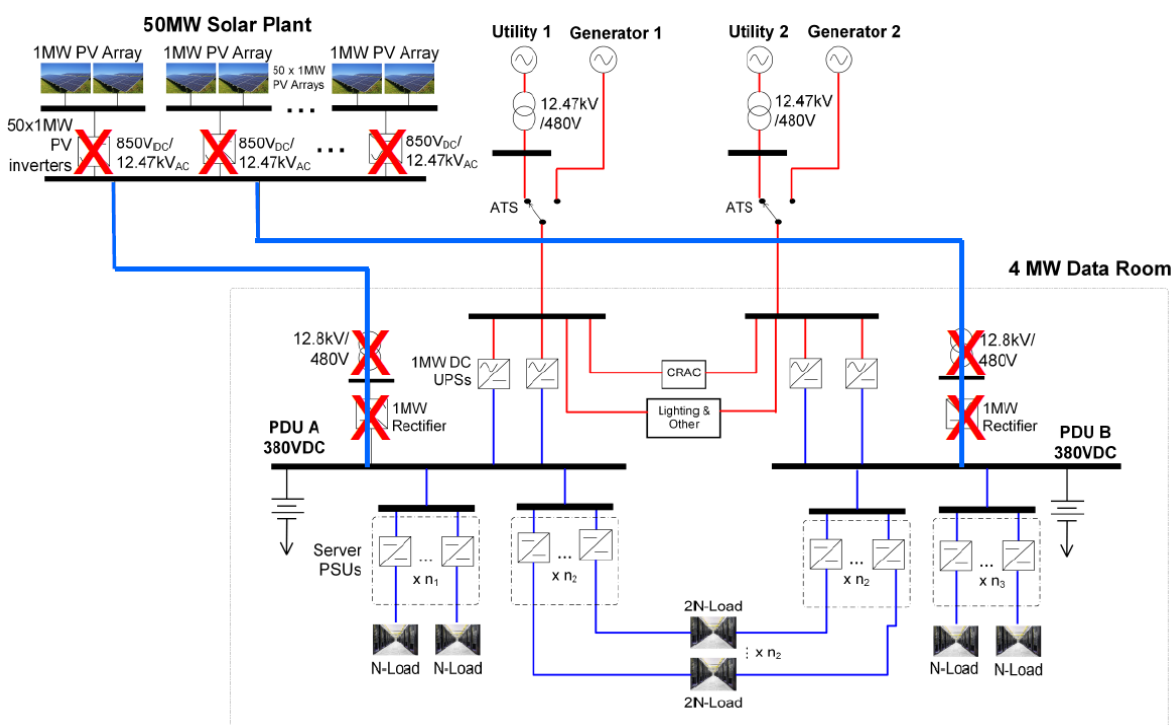 50MW Solar Plant
1MW PV Array
1MW PV Array
1MW PV Array
50 x 1MW
PV Arrays
...
50x1MW
PV
inverters
850VDC/
12.47kVAC
850VDC/
12.47kVAC
...
850VDC/
12.47kVAC
Utility 1
Generator 1
Utility 2
Generator 2
12.47kV
/480V
12.47kV
/480V
ATS
ATS
4 MW Data Room
12.8kV/
480V
1MW DC
UPSs
CRAC
Lighting &
Other
12.8kV/
480V
1MW
Rectifier
1MW
Rectifier
PDU A
380VDC
PDU B
380VDC
Server
PSUs
...
x n1
...
x n2
...
x n2
...
x n3
N-Load
N-Load
2N-Load
⋮ x n2
2N-Load
N-Load
N-Load